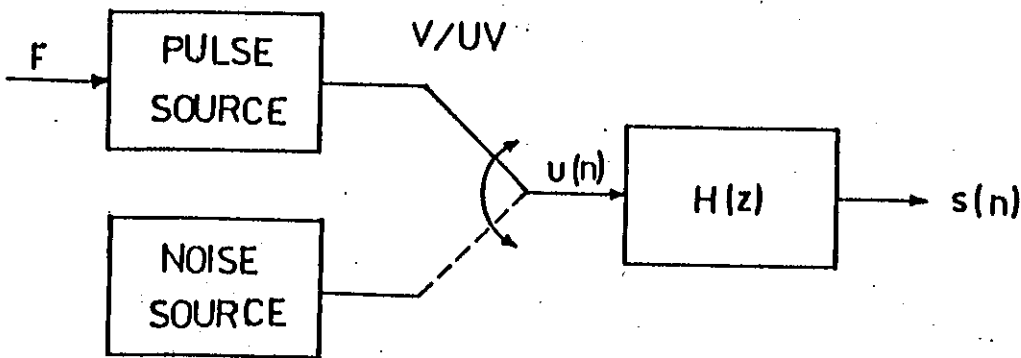 F
PULSE
SOURCE
V/UV
u(n)
H(z)
s(n)
NOISE
SOURCE